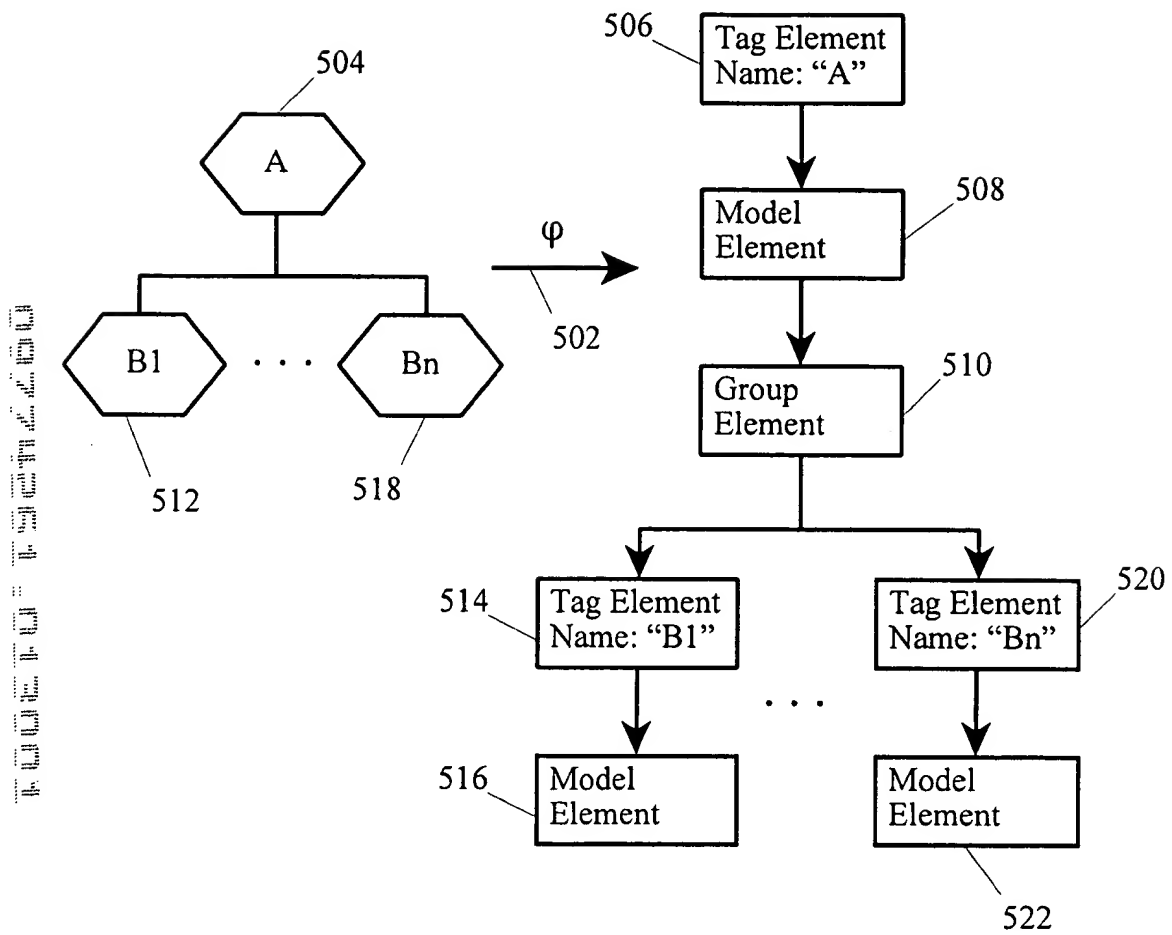 506
Tag Element
Name: “A”
504
A
508
Model
Element
φ
502
B1
. . .
Bn
512
518
510
Group
Element
514
Tag Element
Name: “B1”
520
Tag Element
Name: “Bn”
. . .
516
Model
Element
Model
Element
522